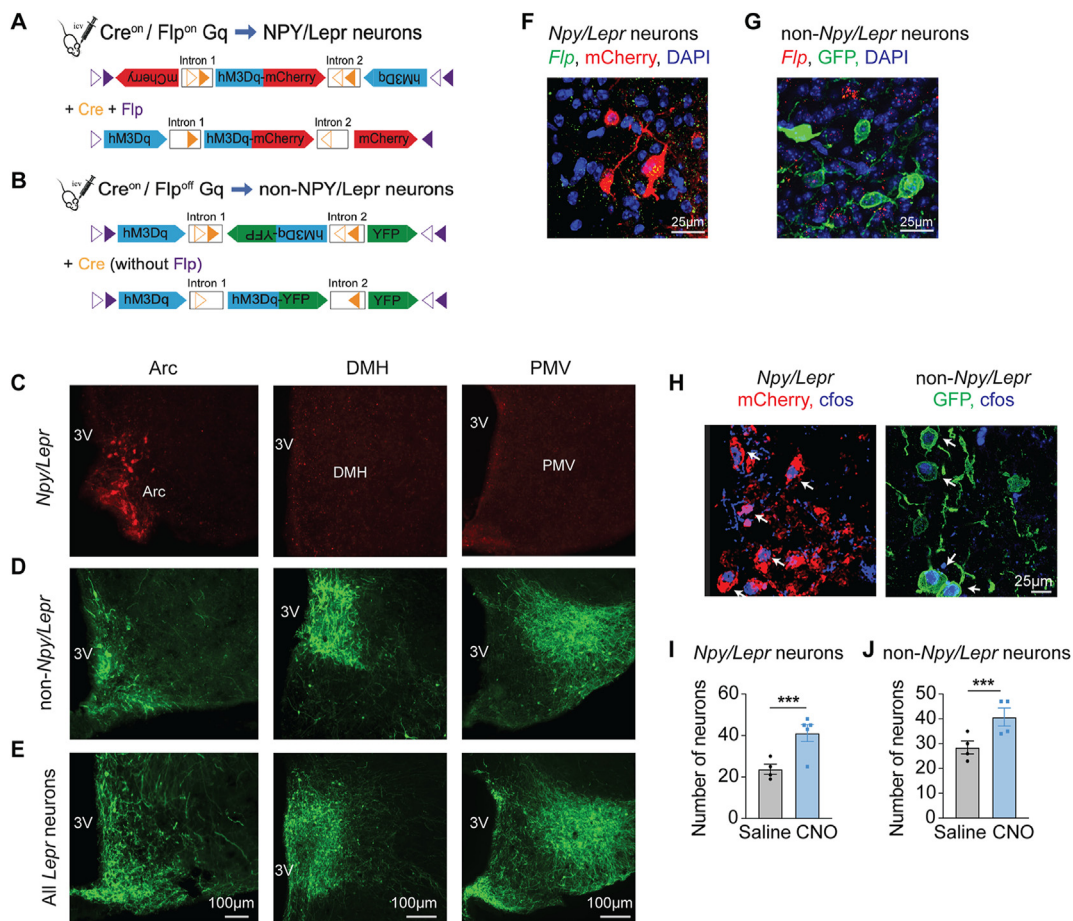 A
icv
Cre^on / Flp^on Gq → NPY/Lepr neurons
Intron 1 Intron 2
mCherry hM3Dq-mCherry hM3Dq
+ Cre + Flp
hM3Dq hM3Dq-mCherry mCherry
B
icv
Cre^on / Flp^off Gq → non-NPY/Lepr neurons
Intron 1 Intron 2
hM3Dq hM3Dq-YFP YFP
+ Cre (without Flp)
Intron 1 Intron 2
hM3Dq hM3Dq-YFP YFP
F
Npy/Lepr neurons
Flp, mCherry, DAPI
25μm
G
non-Npy/Lepr neurons
Flp, GFP, DAPI
25μm
Arc DMH PMV
C
Npy/Lepr
3V Arc
3V DMH
3V PMV
D
non-Npy/Lepr
3V
3V
3V
E
All Lepr neurons
3V 100μm
3V 100μm
3V 100μm
H
Npy/Lepr
mCherry, cfos
non-Npy/Lepr
GFP, cfos
25μm
I
Npy/Lepr neurons
***
Number of neurons
60
40
20
0
Saline CNO
J
non-Npy/Lepr neurons
***
Number of neurons
50
40
30
20
10
0
Saline CNO